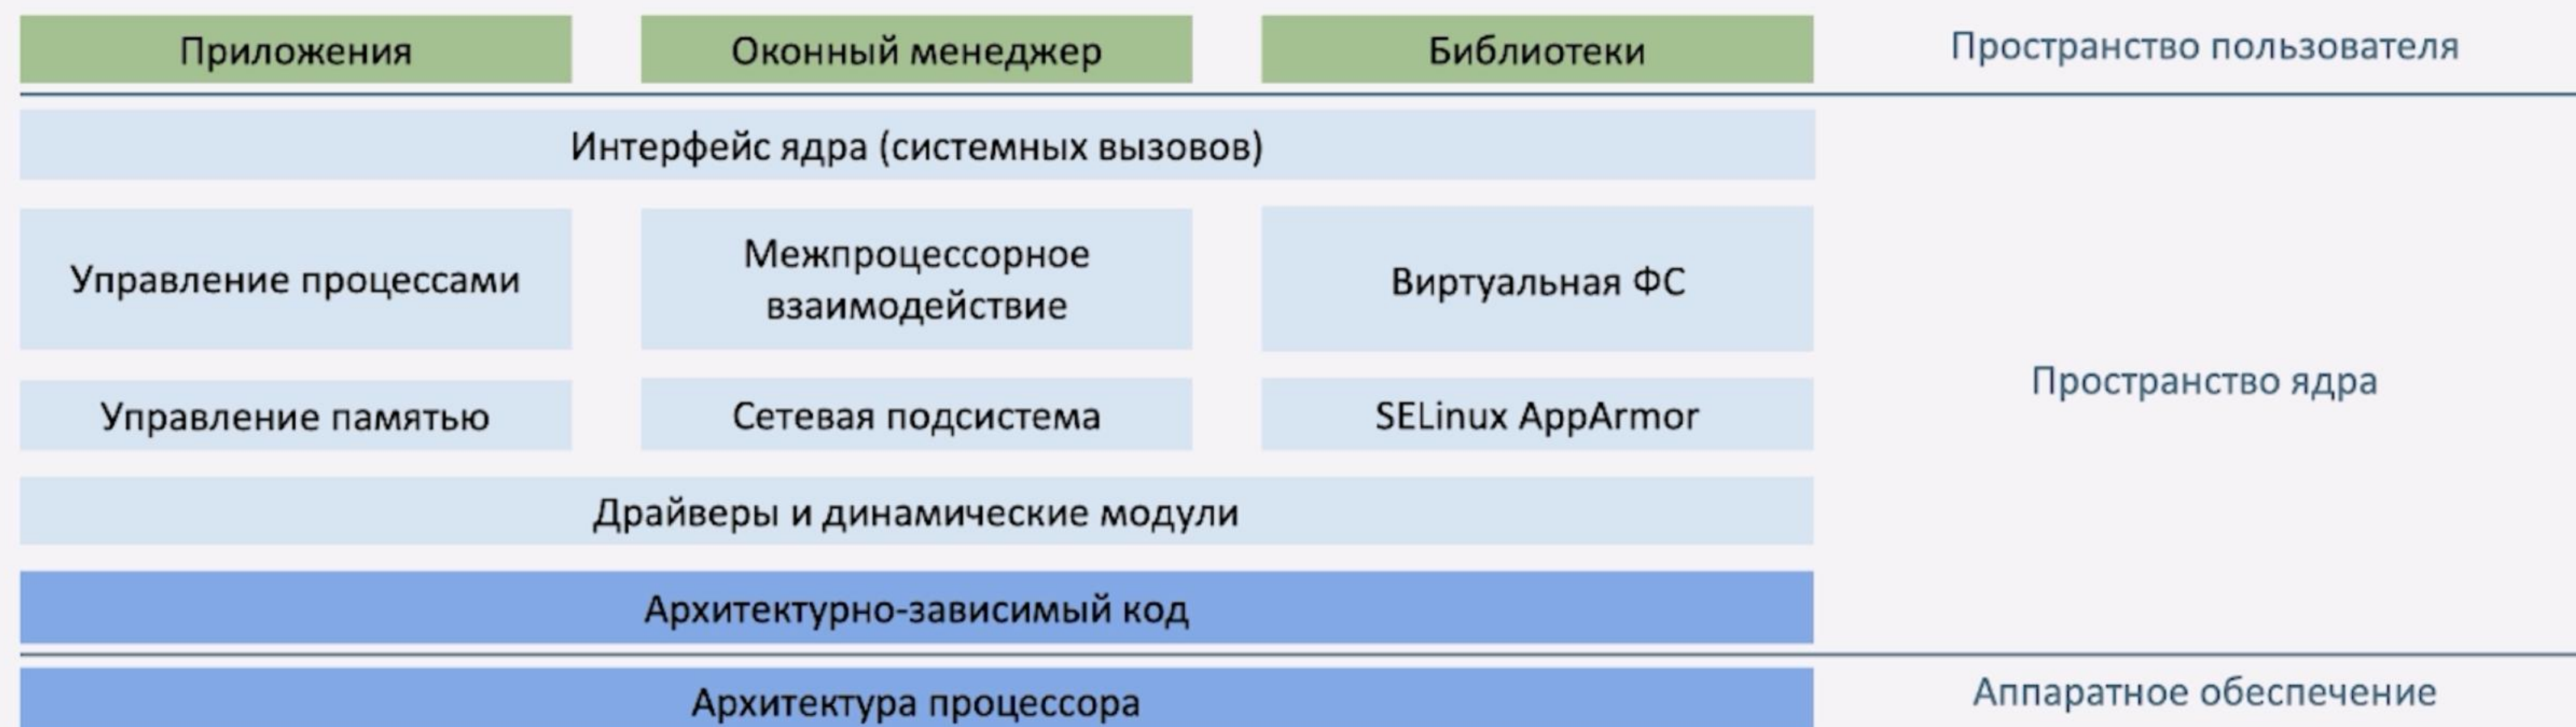 Приложения
Оконный менеджер
Библиотеки
Пространство пользователя
Интерфейс ядра (системных вызовов)
Управление процессами
Межпроцессорное
взаимодействие
Виртуальная ФС
Пространство ядра
Управление памятью
Сетевая подсистема
SELinux AppArmor
Драйверы и динамические модули
Архитектурно-зависимый код
Архитектура процессора
Аппаратное обеспечение